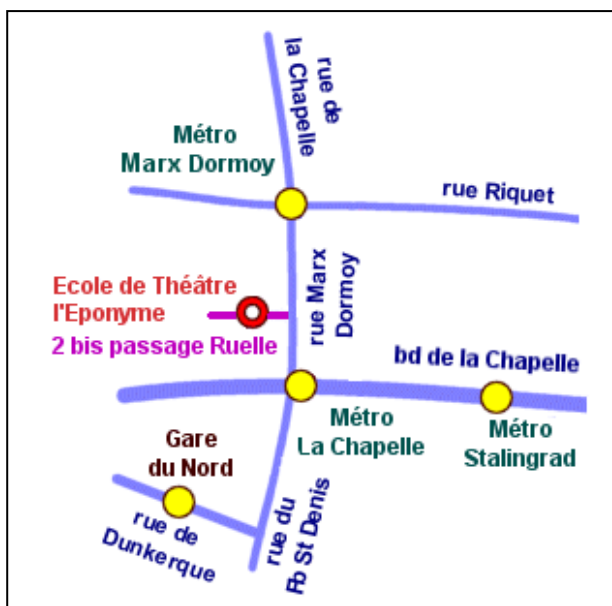 rue de
la Chapelle
Métro
Marx Dormoy
rue Riquet
Ecole de Théâtre
l'Eponyme
2 bis passage Ruelle
rue Marx
Dormoy
bd de la Chapelle
Métro
La Chapelle
Métro
Stalingrad
Gare
du Nord
rue de
Dunkerque
rue du
Fb St Denis